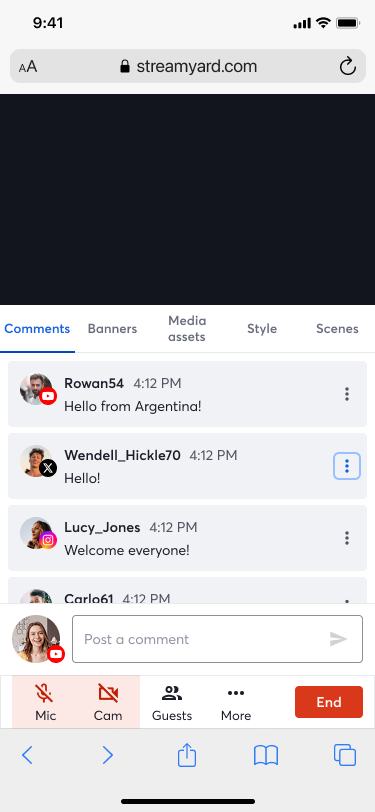 9:41
AA streamyard.com
Comments Banners Media assets Style Scenes
Rowan54 4:12 PM
Hello from Argentina!
Wendell_Hickle70 4:12 PM
Hello!
Lucy_Jones 4:12 PM
Welcome everyone!
Carlo61 4:12 PM
Post a comment
Mic Cam Guests More End